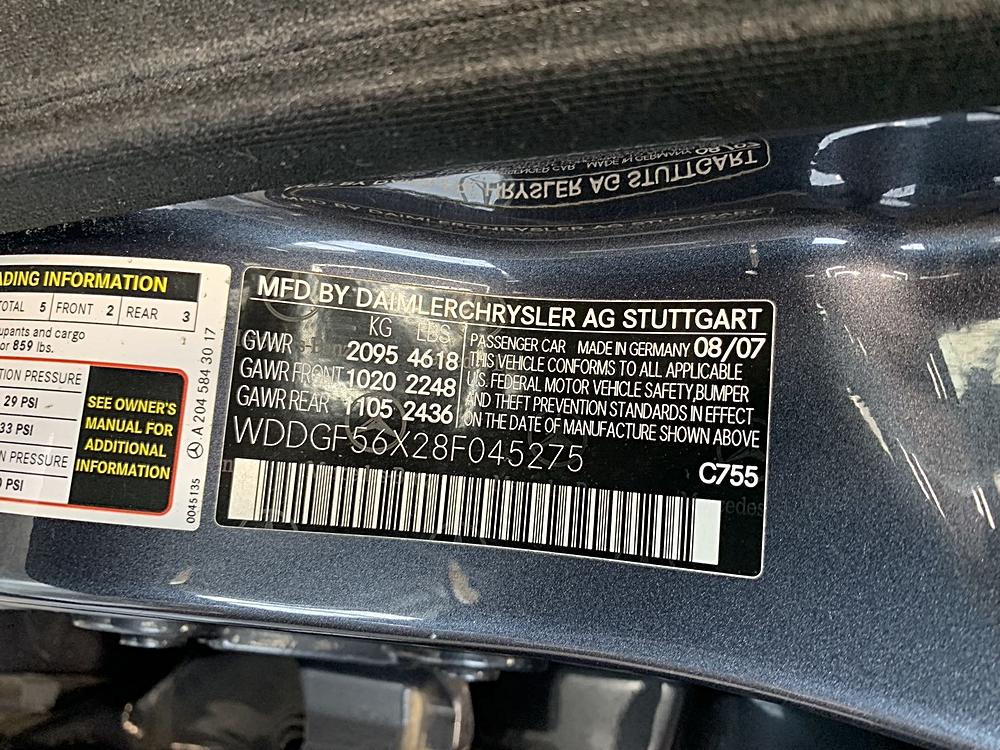 ADING INFORMATION
TOTAL 5 FRONT 2 REAR 3
upants and cargo
or 859 lbs.
TION PRESSURE
29 PSI
33 PSI
ON PRESSURE
0 PSI
SEE OWNER'S
MANUAL FOR
ADDITIONAL
INFORMATION
A 204 584 30 17
0045135
MFD BY DAIMLERCHRYSLER AG STUTTGART
KG LBS
GVWR 2095 4618
GAWR FRONT 1020 2248
GAWR REAR 1105 2436
PASSENGER CAR MADE IN GERMANY 08/07
THIS VEHICLE CONFORMS TO ALL APPLICABLE
U.S. FEDERAL MOTOR VEHICLE SAFETY,BUMPER
AND THEFT PREVENTION STANDARDS IN EFFECT
ON THE DATE OF MANUFACTURE SHOWN ABOVE
WDDGF56X28F045275
C755